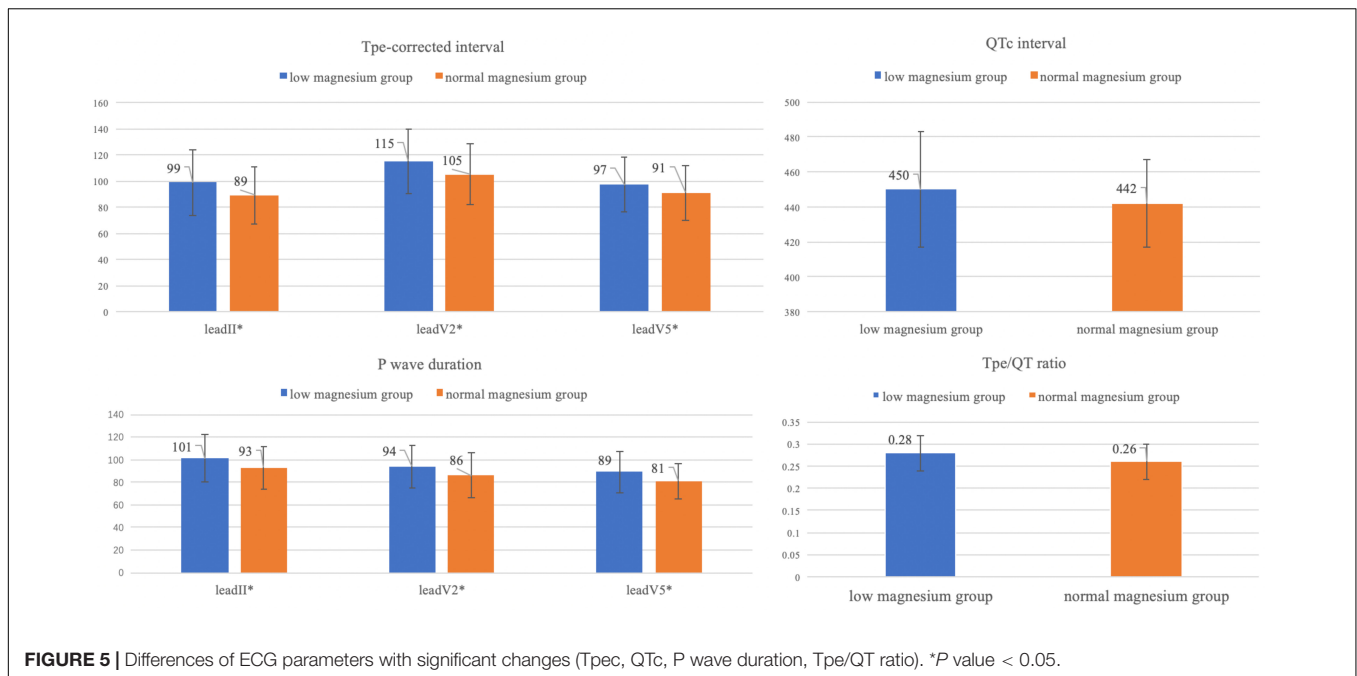 Tpe-corrected interval
low magnesium group normal magnesium group
160
140
120
100
80
60
40
20
0
99 89 115 105 97 91
leadII* leadV2* leadV5*
QTc interval
low magnesium group normal magnesium group
500
480
460
440
420
400
380
450 442
low magnesium group normal magnesium group
P wave duration
low magnesium group normal magnesium group
140
120
100
80
60
40
20
0
101 93 94 86 89 81
leadII* leadV2* leadV5*
Tpe/QT ratio
low magnesium group normal magnesium group
0.35
0.3
0.25
0.2
0.15
0.1
0.05
0
0.28 0.26
low magnesium group normal magnesium group
FIGURE 5 | Differences of ECG parameters with significant changes (Tpec, QTc, P wave duration, Tpe/QT ratio). *P value < 0.05.